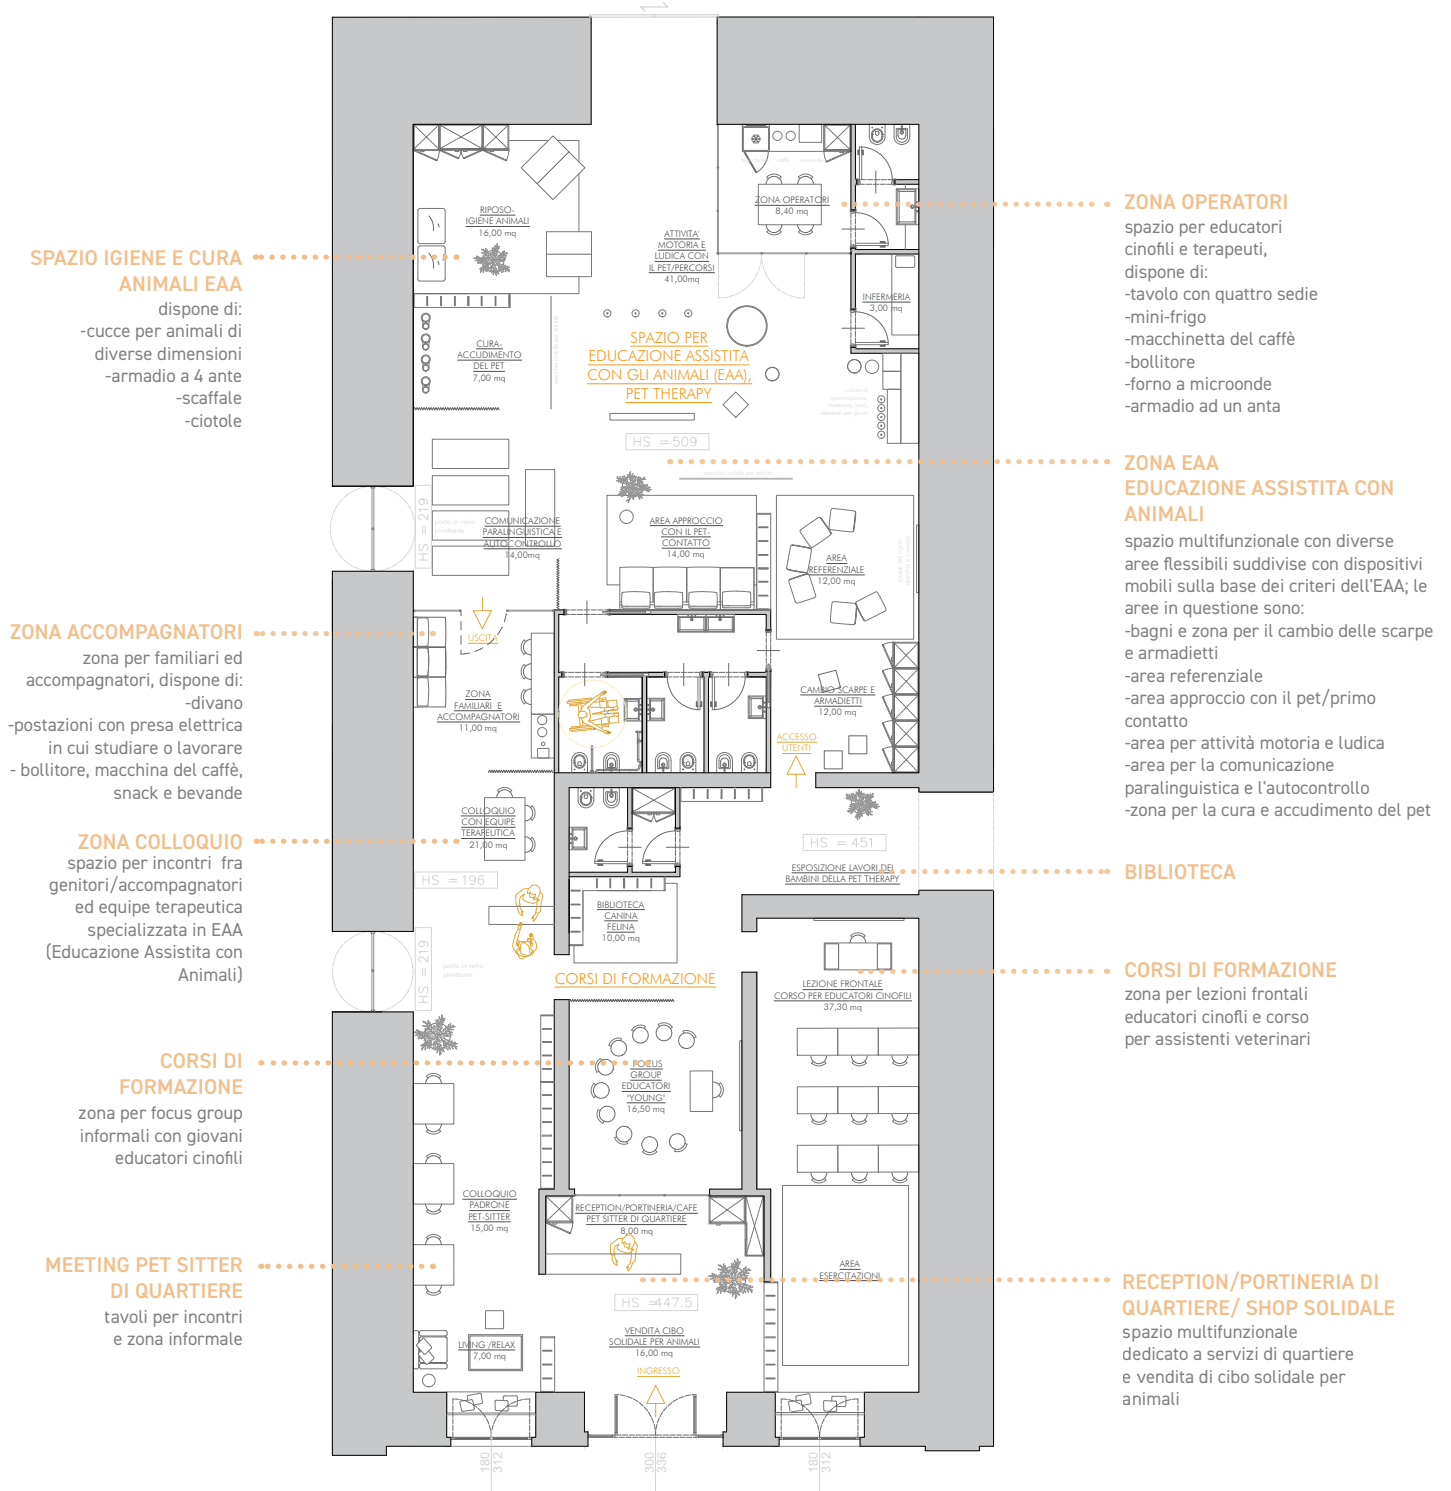 SPAZIO IGIENE E CURA
ANIMALI EAA
dispone di:
-cucce per animali di
diverse dimensioni
-armadio a 4 ante
-scaffale
-ciotole
ZONA ACCOMPAGNATORI
zona per familiari ed
accompagnatori, dispone di:
-divano
-postazioni con presa elettrica
in cui studiare o lavorare
- bollitore, macchina del caffè,
snack e bevande
ZONA COLLOQUIO
spazio per incontri fra
genitori/accompagnatori
ed equipe terapeutica
specializzata in EAA
(Educazione Assistita con
Animali)
CORSI DI
FORMAZIONE
zona per focus group
informali con giovani
educatori cinofili
MEETING PET SITTER
DI QUARTIERE
tavoli per incontri
e zona informale
RIPOSO-
IGIENE ANIMALI
16,00 mq
ATTIVITA'
MOTORIA E
LUDICA CON
IL PET/PERCORSI
41,00mq
ZONA OPERATORI
8,40 mq
INFERMERIA
3,00 mq
CURA-
ACCUDIMENTO
DEL PET
7,00 mq
SPAZIO PER
EDUCAZIONE ASSISTITA
CON GLI ANIMALI (EAA),
PET THERAPY
HS =509
HS =219
porta in vetro
pivottante
COMUNICAZIONE
PARALINGUISTICA E
AUTOCONTROLLO
14,00mq
AREA APPROCCIO
CON IL PET-
CONTATTO
14,00 mq
AREA
REFERENZIALE
12,00 mq
USCITA
ZONA
FAMILIARI E
ACCOMPAGNATORI
11,00 mq
CAMBIO SCARPE E
ARMADIETTI
12,00 mq
ACCESSO
UTENTI
COLLOQUIO
CON EQUIPE
TERAPEUTICA
21,00 mq
HS =196
HS = 451
ESPOSIZIONE LAVORI DEI
BAMBINI DELLA PET THERAPY
BIBLIOTECA
CANINA
FELINA
10,00 mq
HS =219
porta in vetro
pivottante
CORSI DI FORMAZIONE
LEZIONE FRONTALE
CORSO PER EDUCATORI CINOFILI
37,30 mq
FOCUS
GROUP
EDUCATORI
"YOUNG"
16,50 mq
COLLOQUIO
PADRONE
PET-SITTER
15,00 mq
RECEPTION/PORTINERIA/CAFE
PET SITTER DI QUARTIERE
8,00 mq
AREA
ESERCITAZIONI
HS =447.5
VENDITA CIBO
SOLIDALE PER ANIMALI
16,00 mq
LIVING /RELAX
7,00 mq
INGRESSO
180
312
300
336
180
312
ZONA OPERATORI
spazio per educatori
cinofili e terapeuti,
dispone di:
-tavolo con quattro sedie
-mini-frigo
-macchinetta del caffè
-bollitore
-forno a microonde
-armadio ad un anta
ZONA EAA
EDUCAZIONE ASSISTITA CON
ANIMALI
spazio multifunzionale con diverse
aree flessibili suddivise con dispositivi
mobili sulla base dei criteri dell'EAA; le
aree in questione sono:
-bagni e zona per il cambio delle scarpe
e armadietti
-area referenziale
-area approccio con il pet/primo
contatto
-area per attività motoria e ludica
-area per la comunicazione
paralinguistica e l'autocontrollo
-zona per la cura e accudimento del pet
BIBLIOTECA
CORSI DI FORMAZIONE
zona per lezioni frontali
educatori cinofli e corso
per assistenti veterinari
RECEPTION/PORTINERIA DI
QUARTIERE/ SHOP SOLIDALE
spazio multifunzionale
dedicato a servizi di quartiere
e vendita di cibo solidale per
animali